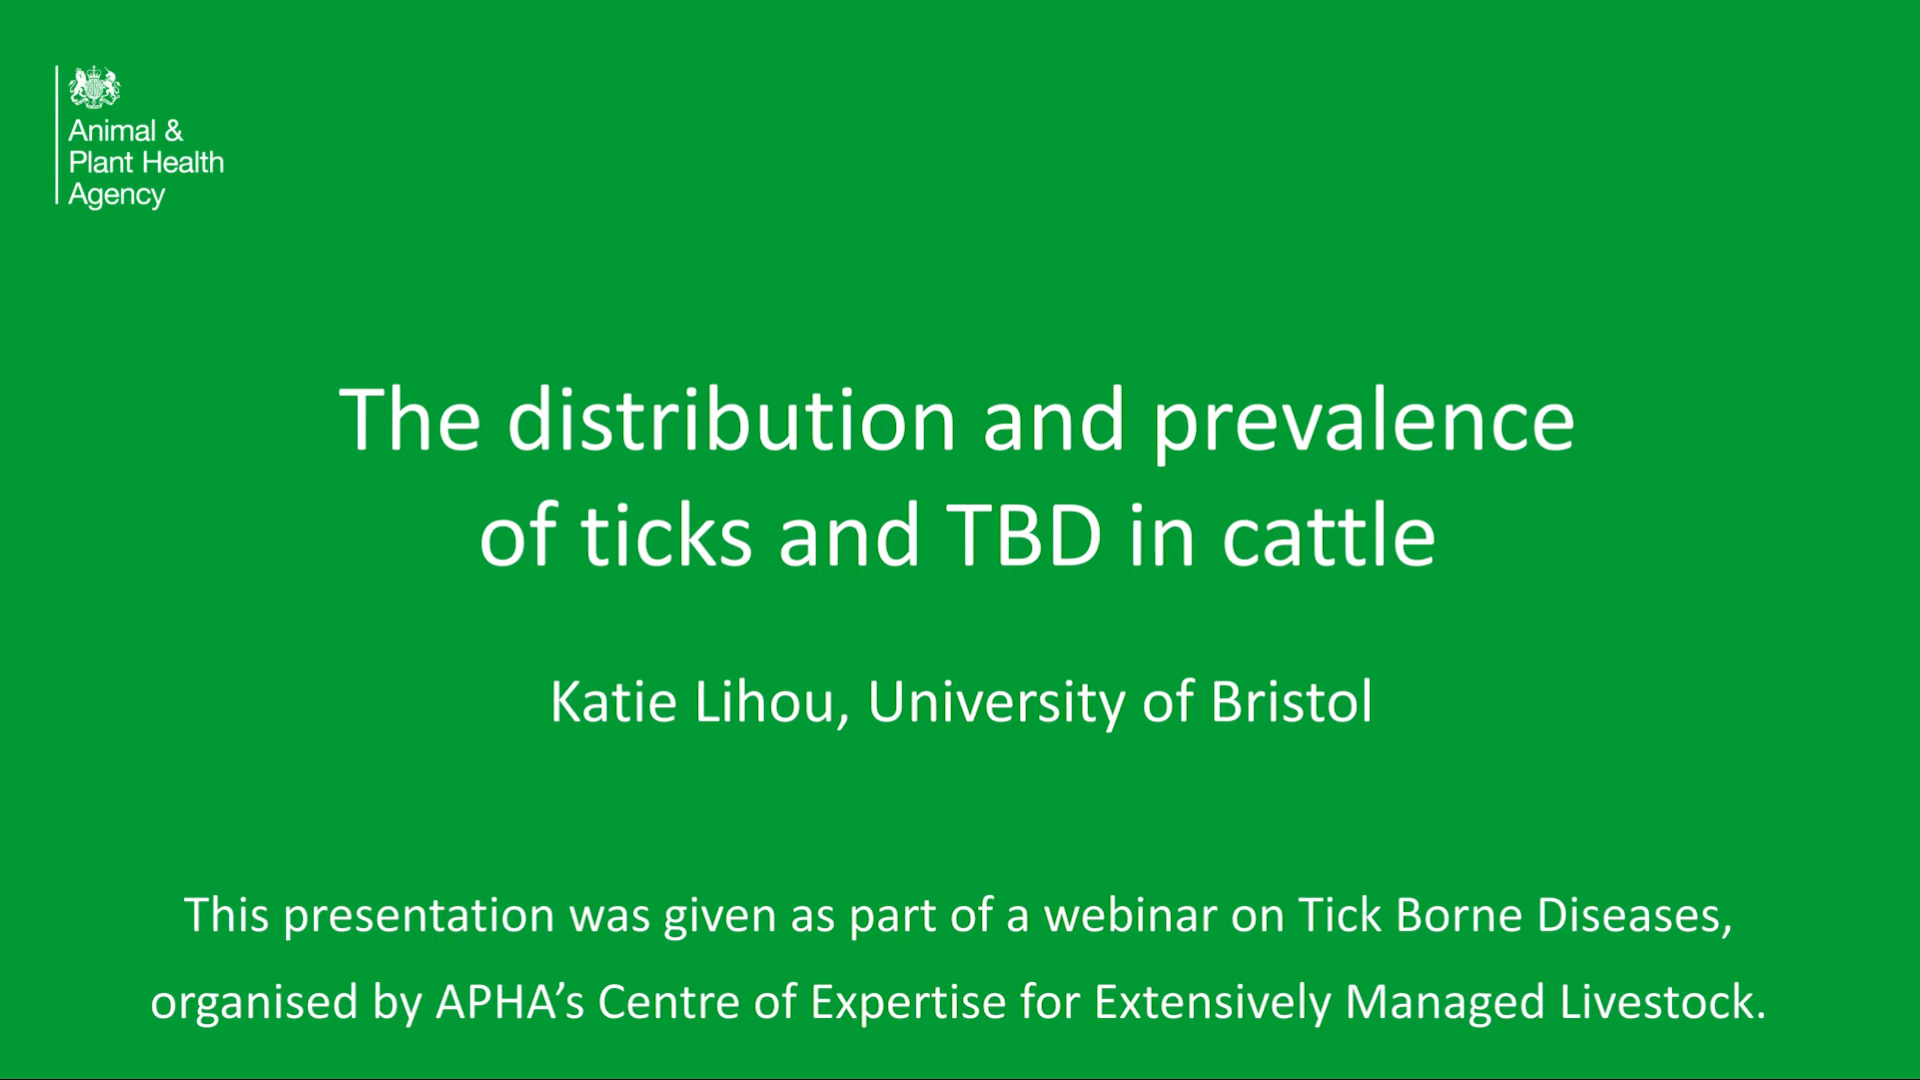 Animal &
Plant Health
Agency
The distribution and prevalence
of ticks and TBD in cattle
Katie Lihou, University of Bristol
This presentation was given as part of a webinar on Tick Borne Diseases,
organised by APHA’s Centre of Expertise for Extensively Managed Livestock.